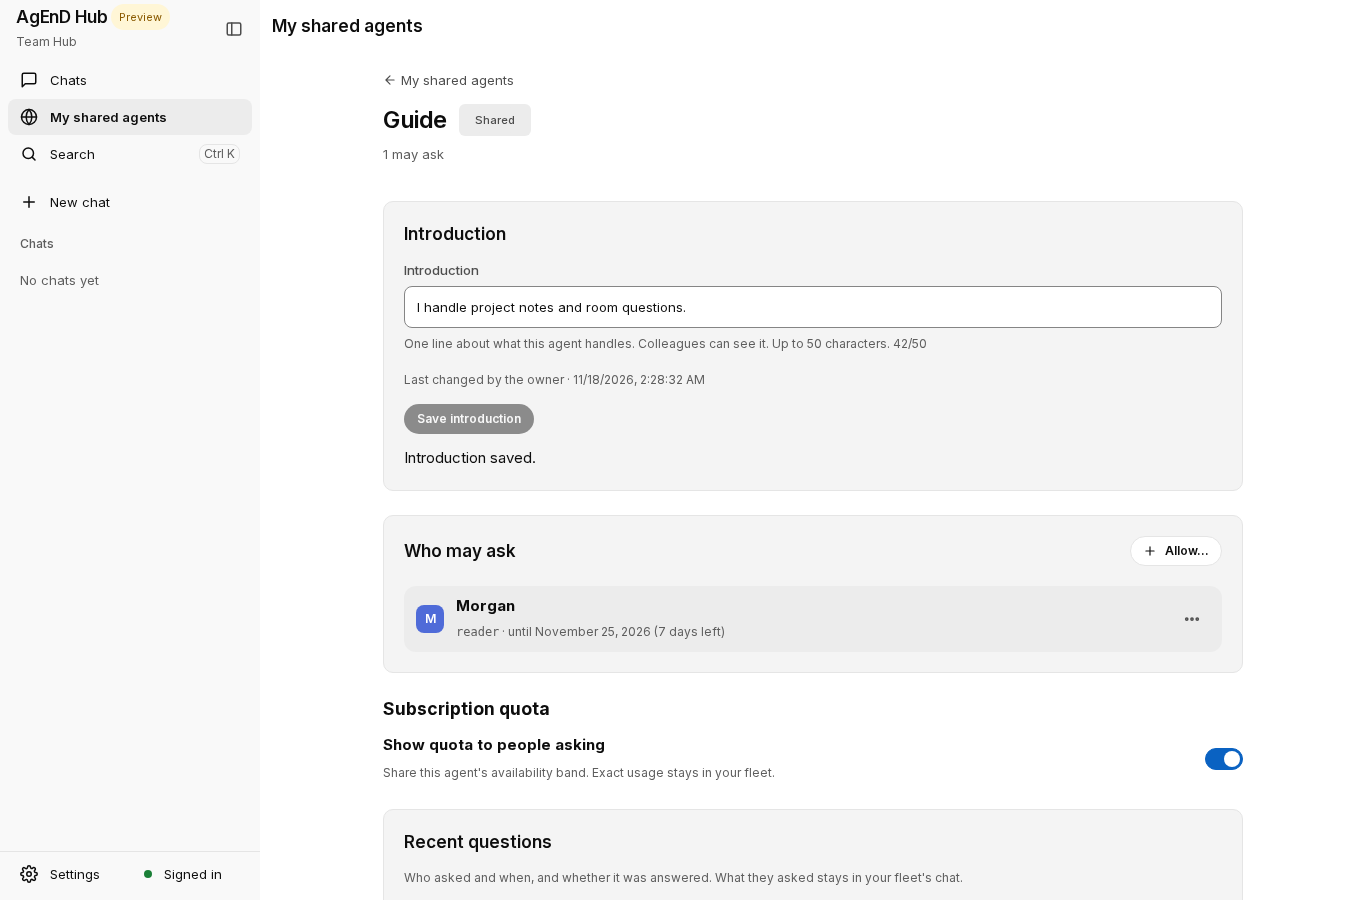 AgEnD Hub Preview
Team Hub
Chats
My shared agents
Search Ctrl K
New chat
Chats
No chats yet
Settings
Signed in
My shared agents
← My shared agents
Guide Shared
1 may ask
Introduction
Introduction
I handle project notes and room questions.
One line about what this agent handles. Colleagues can see it. Up to 50 characters. 42/50
Last changed by the owner · 11/18/2026, 2:28:32 AM
Save introduction
Introduction saved.
Who may ask
+ Allow...
M
Morgan
reader · until November 25, 2026 (7 days left)
Subscription quota
Show quota to people asking
Share this agent's availability band. Exact usage stays in your fleet.
Recent questions
Who asked and when, and whether it was answered. What they asked stays in your fleet's chat.